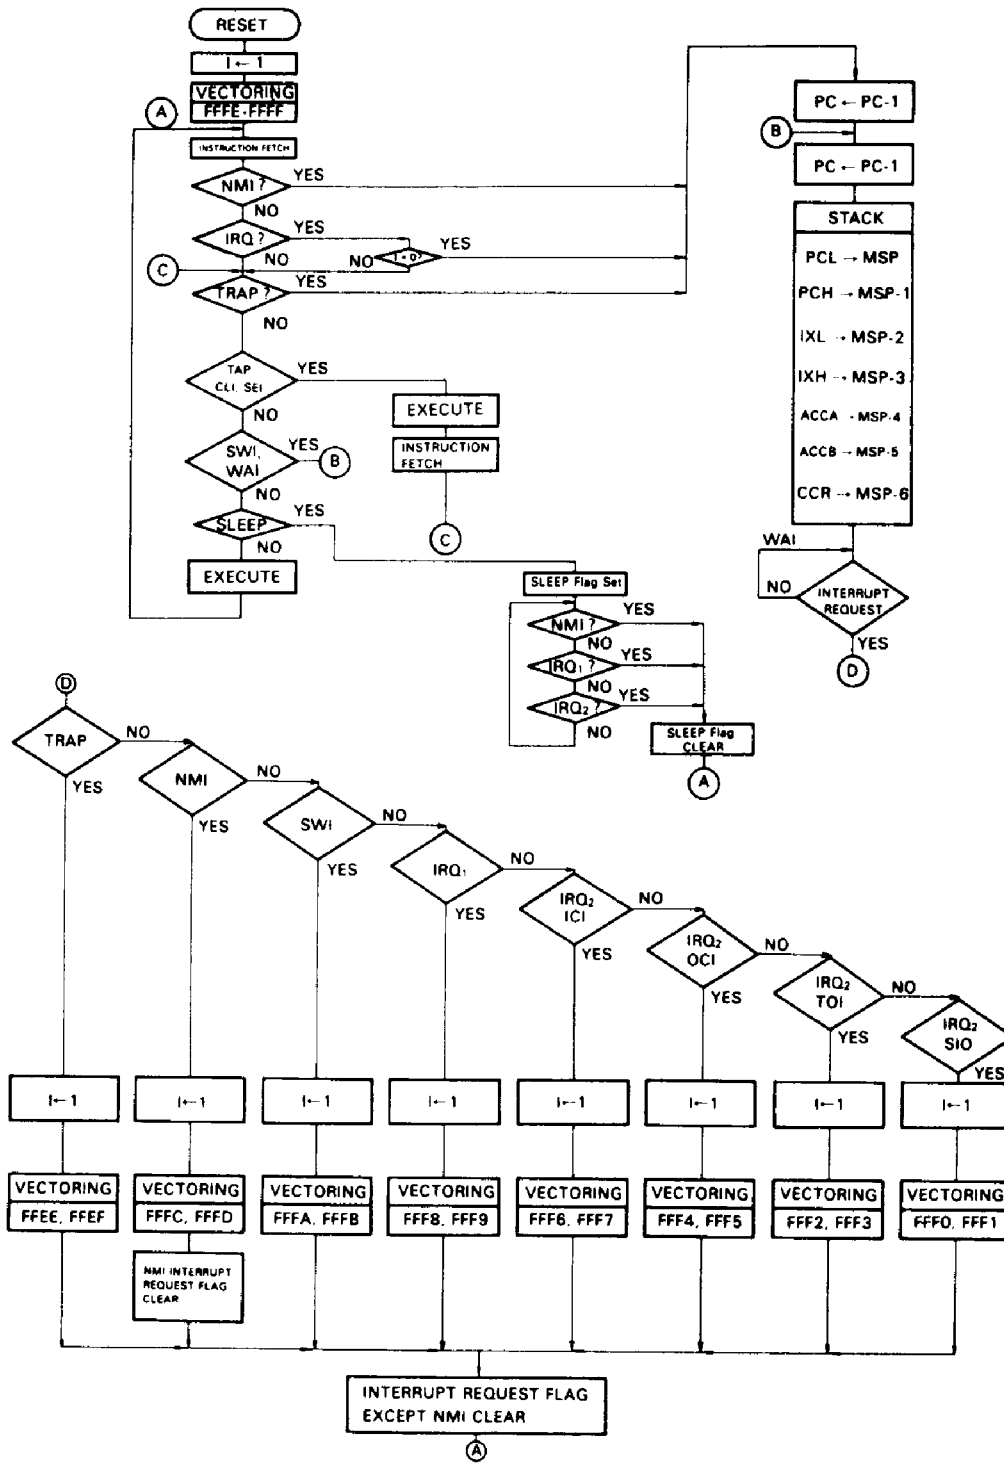 RESET
I ← 1
VECTORING
FFFE-FFFF
A
INSTRUCTION FETCH
NMI ?
YES
NO
IRQ ?
YES
NO
I = 0?
YES
NO
C
TRAP ?
YES
NO
TAP
CLI, SEI
YES
NO
EXECUTE
INSTRUCTION
FETCH
C
SWI,
WAI
YES
B
NO
SLEEP
YES
NO
EXECUTE
PC ← PC-1
B
PC ← PC-1
STACK
PCL → MSP
PCH → MSP-1
IXL → MSP-2
IXH → MSP-3
ACCA → MSP-4
ACCB → MSP-5
CCR → MSP-6
WAI
NO
INTERRUPT
REQUEST
YES
D
SLEEP Flag Set
NMI ?
YES
NO
IRQ₁ ?
YES
NO
IRQ₂ ?
YES
NO
SLEEP Flag
CLEAR
A
D
TRAP
NO
YES
NMI
NO
YES
SWI
NO
YES
IRQ₁
NO
YES
IRQ₂
ICI
NO
YES
IRQ₂
OCI
NO
YES
IRQ₂
TOI
NO
YES
IRQ₂
SIO
YES
I←1
I←1
I←1
I←1
I←1
I←1
I←1
I←1
VECTORING
FFEE, FFEF
VECTORING
FFFC, FFFD
VECTORING
FFFA, FFFB
VECTORING
FFF8, FFF9
VECTORING
FFF6, FFF7
VECTORING
FFF4, FFF5
VECTORING
FFF2, FFF3
VECTORING
FFF0, FFF1
NMI INTERRUPT
REQUEST FLAG
CLEAR
INTERRUPT REQUEST FLAG
EXCEPT NMI CLEAR
A